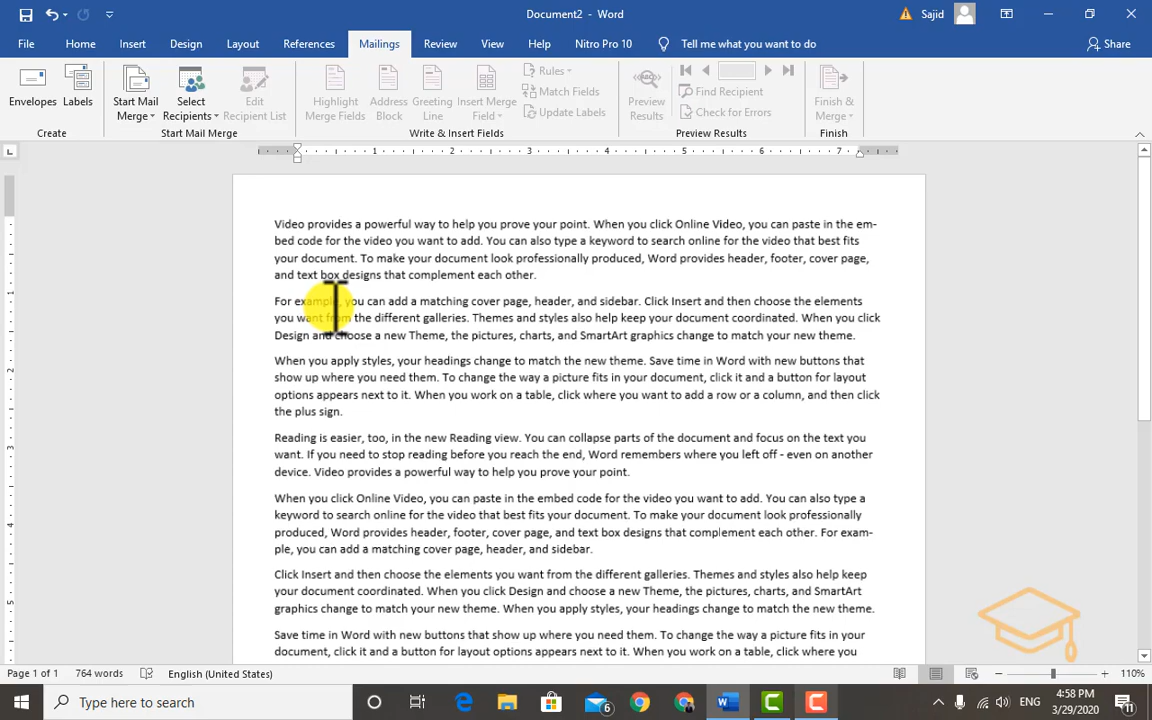 Document2 - Word
Sajid
File Home Insert Design Layout References Mailings Review View Help Nitro Pro 10 Tell me what you want to do Share
Envelopes Labels Start Mail Merge Select Recipients Edit Recipient List Highlight Merge Fields Address Block Greeting Line Insert Merge Field Rules Match Fields Update Labels ABC Preview Results Find Recipient Check for Errors Finish & Merge
Create Start Mail Merge Write & Insert Fields Preview Results Finish
1 2 3 4 5 6 7
Video provides a powerful way to help you prove your point. When you click Online Video, you can paste in the em-
bed code for the video you want to add. You can also type a keyword to search online for the video that best fits
your document. To make your document look professionally produced, Word provides header, footer, cover page,
and text box designs that complement each other.
For example, you can add a matching cover page, header, and sidebar. Click Insert and then choose the elements
you want from the different galleries. Themes and styles also help keep your document coordinated. When you click
Design and choose a new Theme, the pictures, charts, and SmartArt graphics change to match your new theme.
When you apply styles, your headings change to match the new theme. Save time in Word with new buttons that
show up where you need them. To change the way a picture fits in your document, click it and a button for layout
options appears next to it. When you work on a table, click where you want to add a row or a column, and then click
the plus sign.
Reading is easier, too, in the new Reading view. You can collapse parts of the document and focus on the text you
want. If you need to stop reading before you reach the end, Word remembers where you left off - even on another
device. Video provides a powerful way to help you prove your point.
When you click Online Video, you can paste in the embed code for the video you want to add. You can also type a
keyword to search online for the video that best fits your document. To make your document look professionally
produced, Word provides header, footer, cover page, and text box designs that complement each other. For exam-
ple, you can add a matching cover page, header, and sidebar.
Click Insert and then choose the elements you want from the different galleries. Themes and styles also help keep
your document coordinated. When you click Design and choose a new Theme, the pictures, charts, and SmartArt
graphics change to match your new theme. When you apply styles, your headings change to match the new theme.
Save time in Word with new buttons that show up where you need them. To change the way a picture fits in your
document, click it and a button for layout options appears next to it. When you work on a table, click where you
Page 1 of 1 764 words English (United States) 110%
Type here to search 6 ENG 4:58 PM 3/29/2020 11